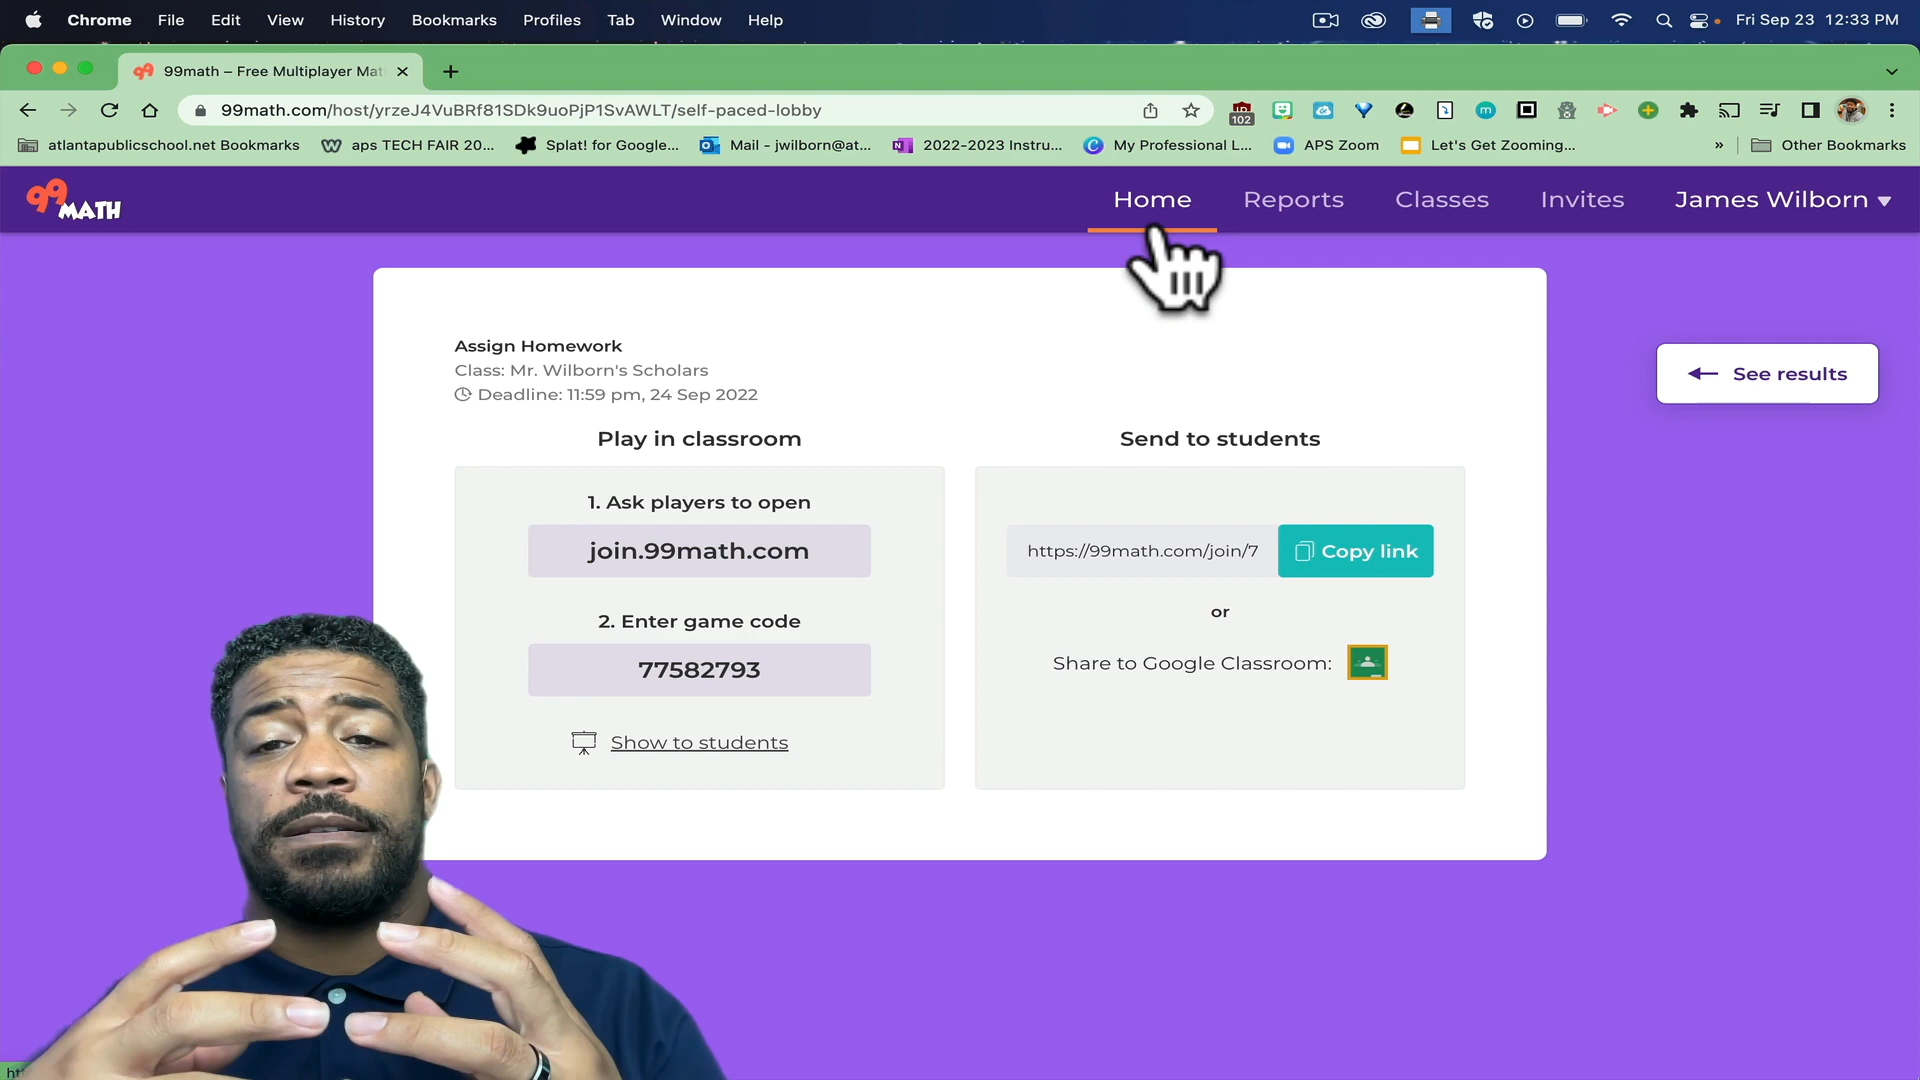 Chrome File Edit View History Bookmarks Profiles Tab Window Help Fri Sep 23 12:33 PM
99math – Free Multiplayer Mat
99math.com/host/yrzeJ4VuBRf81SDk9uoPjP1SvAWLT/self-paced-lobby
102
atlantapublicschool.net Bookmarks aps TECH FAIR 20... Splat! for Google... Mail - jwilborn@at... 2022-2023 Instru... My Professional L... APS Zoom Let's Get Zooming... » Other Bookmarks
99 MATH Home Reports Classes Invites James Wilborn
Assign Homework
Class: Mr. Wilborn's Scholars
Deadline: 11:59 pm, 24 Sep 2022
See results
Play in classroom
1. Ask players to open
join.99math.com
2. Enter game code
77582793
Show to students
Send to students
https://99math.com/join/7 Copy link
or
Share to Google Classroom: